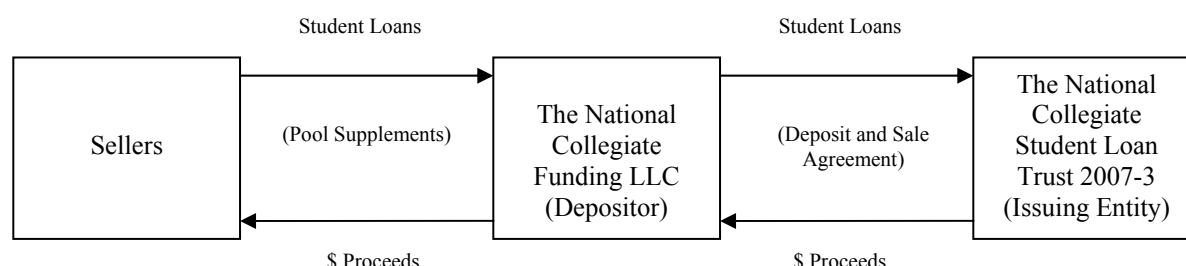 Student Loans
Student Loans
Sellers
(Pool Supplements)
The National
Collegiate
Funding LLC
(Depositor)
(Deposit and Sale
Agreement)
The National
Collegiate
Student Loan
Trust 2007-3
(Issuing Entity)
$ Proceeds
$ Proceeds